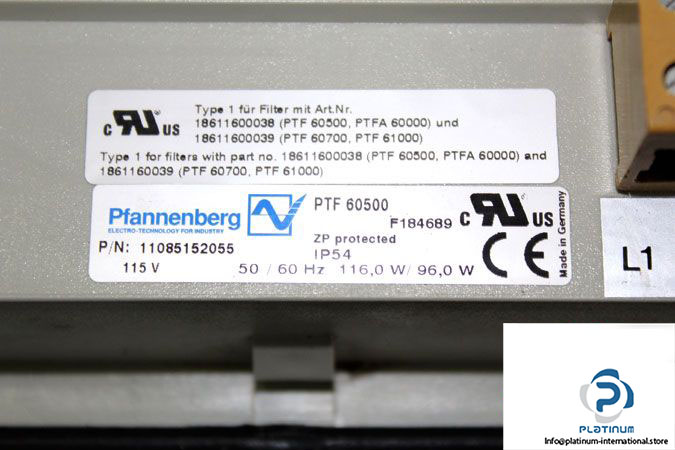 Type 1 für Filter mit Art.Nr.
18611600038 (PTF 60500, PTFA 60000) und
18611600039 (PTF 60700, PTF 61000)
Type 1 for filters with part no. 18611600038 (PTF 60500, PTFA 60000) and
1861160039 (PTF 60700, PTF 61000)
C RU US
Pfannenberg
ELECTRO-TECHNOLOGY FOR INDUSTRY
PTF 60500
F184689
C RU US
ZP protected
P/N: 11085152055
IP54
CE
115 V
50 / 60 Hz 116,0 W/ 96,0 W
Made in Germany
L1
PLATINUM
Info@platinum-international.store